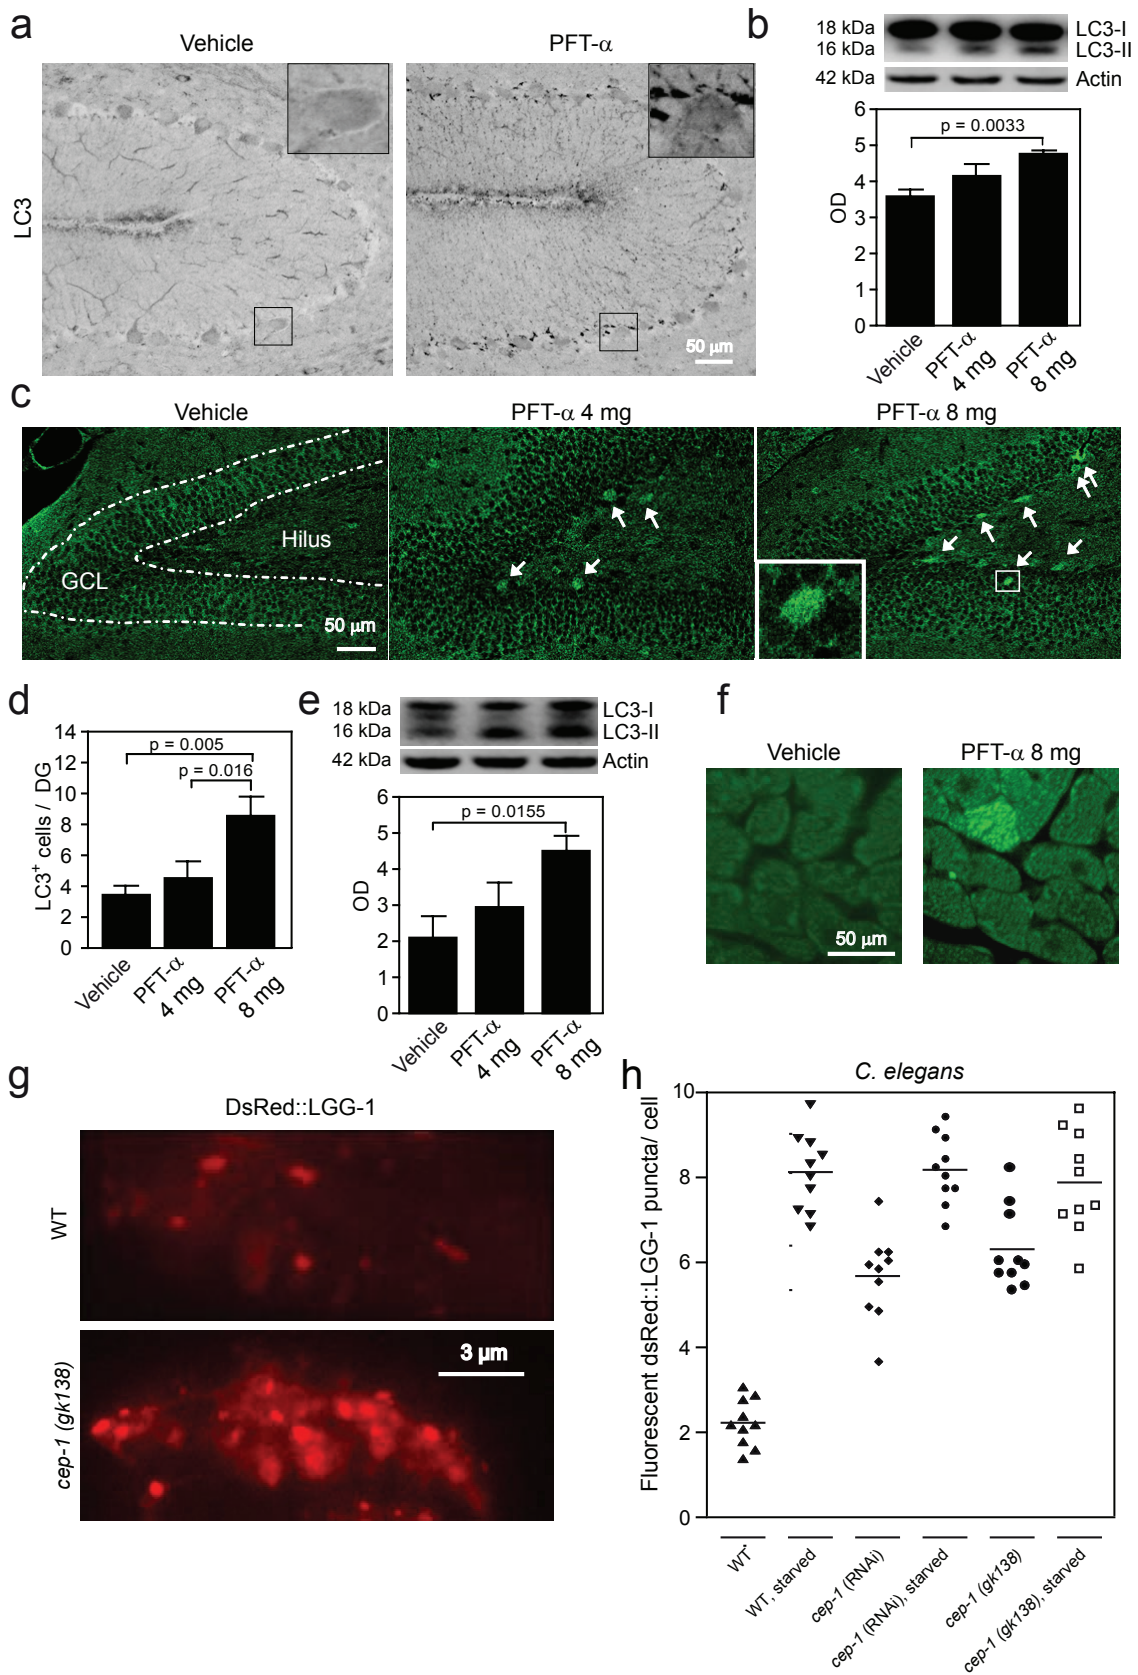 a
Vehicle
PFT-α
LC3
50 µm
b
18 kDa
LC3-I
16 kDa
LC3-II
42 kDa
Actin
6
5
4
3
2
1
0
OD
p = 0.0033
Vehicle
PFT-α
4 mg
PFT-α
8 mg
c
Vehicle
PFT-α 4 mg
PFT-α 8 mg
Hilus
GCL
50 µm
d
14
12
10
8
6
4
2
0
LC3+ cells / DG
p = 0.005
p = 0.016
Vehicle
PFT-α
4 mg
PFT-α
8 mg
e
18 kDa
LC3-I
16 kDa
LC3-II
42 kDa
Actin
6
5
4
3
2
1
0
OD
p = 0.0155
Vehicle
PFT-α
4 mg
PFT-α
8 mg
f
Vehicle
PFT-α 8 mg
50 µm
g
DsRed::LGG-1
WT
cep-1 (gk138)
3 µm
h
C. elegans
Fluorescent dsRed::LGG-1 puncta/ cell
10
8
6
4
2
0
WT
WT, starved
cep-1 (RNAi)
cep-1 (RNAi), starved
cep-1 (gk138)
cep-1 (gk138), starved